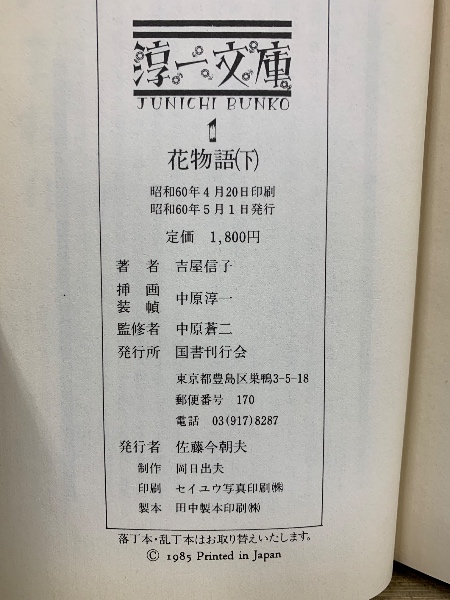 淳一文庫
JUNICHI BUNKO
1
花物語(下)
昭和60年4月20日印刷
昭和60年5月1日発行
定価 1,800円
著者 吉屋信子
挿画
装幀 中原淳一
監修者 中原蒼二
発行所 国書刊行会
東京都豊島区巣鴨3-5-18
郵便番号 170
電話 03(917)8287
発行者 佐藤今朝夫
制作 岡日出夫
印刷 セイユウ写真印刷㈱
製本 田中製本印刷㈱
落丁本・乱丁本はお取り替えいたします。
© 1985 Printed in Japan